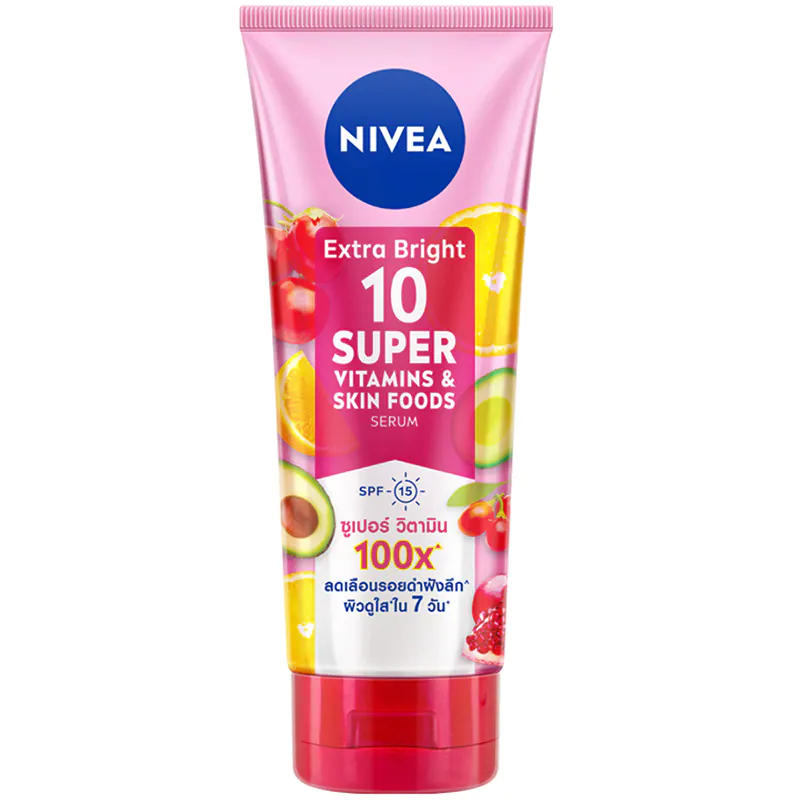 NIVEA
Extra Bright
10
SUPER
VITAMINS &
SKIN FOODS
SERUM
SPF -15-
ซูเปอร์ วิตามิน
100x▲
ลดเลือนรอยดำฝังลึก^
ผิวดูใส*ใน 7 วัน*